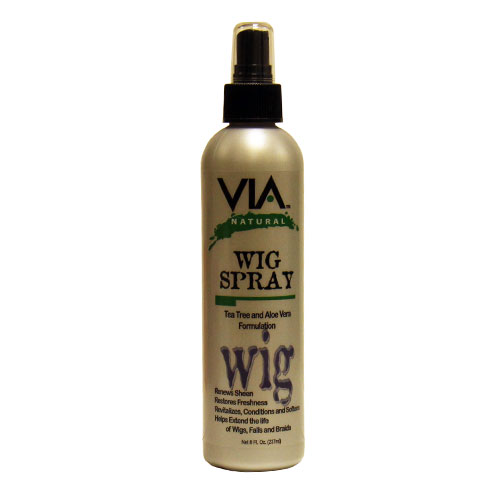 VIA™
NATURAL
WIG
SPRAY
Tea Tree and Aloe Vera
Formulation
wig
Renews Sheen
Restores Freshness
Revitalizes, Conditions and Softens
Helps Extend the life
of Wigs, Falls and Braids
Net 8 Fl. Oz. (237ml)